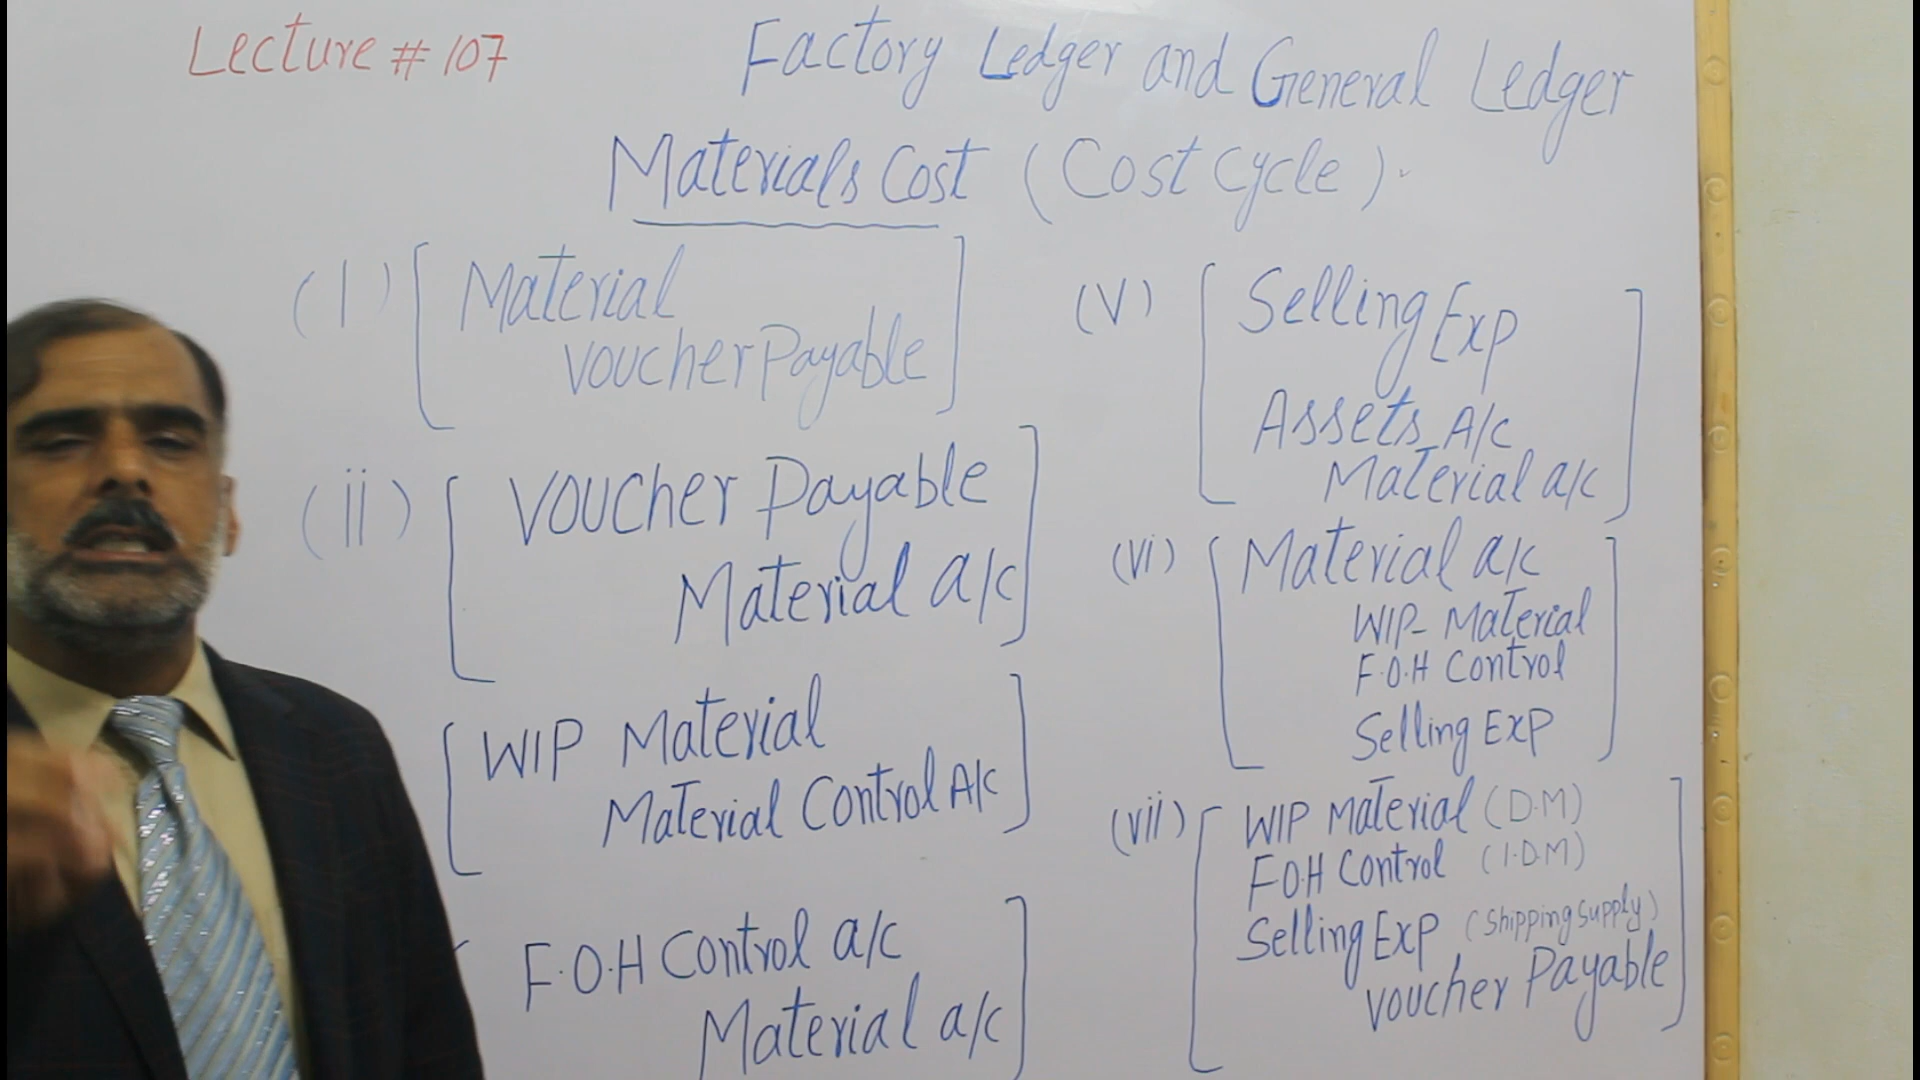 Lecture # 107
Factory Ledger and General Ledger
Materials Cost (Cost Cycle).
(I) Material
Voucher Payable
(ii) Voucher Payable
Material a/c
WIP Material
Material Control A/c
F.O.H Control a/c
Material a/c
(V) Selling Exp
Assets A/c
Material a/c
(Vi) Material a/c
WIP- Material
F.O.H Control
Selling Exp
(vii) WIP Material (D.M)
F.O.H Control (I.D.M)
Selling Exp (Shipping Supply)
Voucher Payable